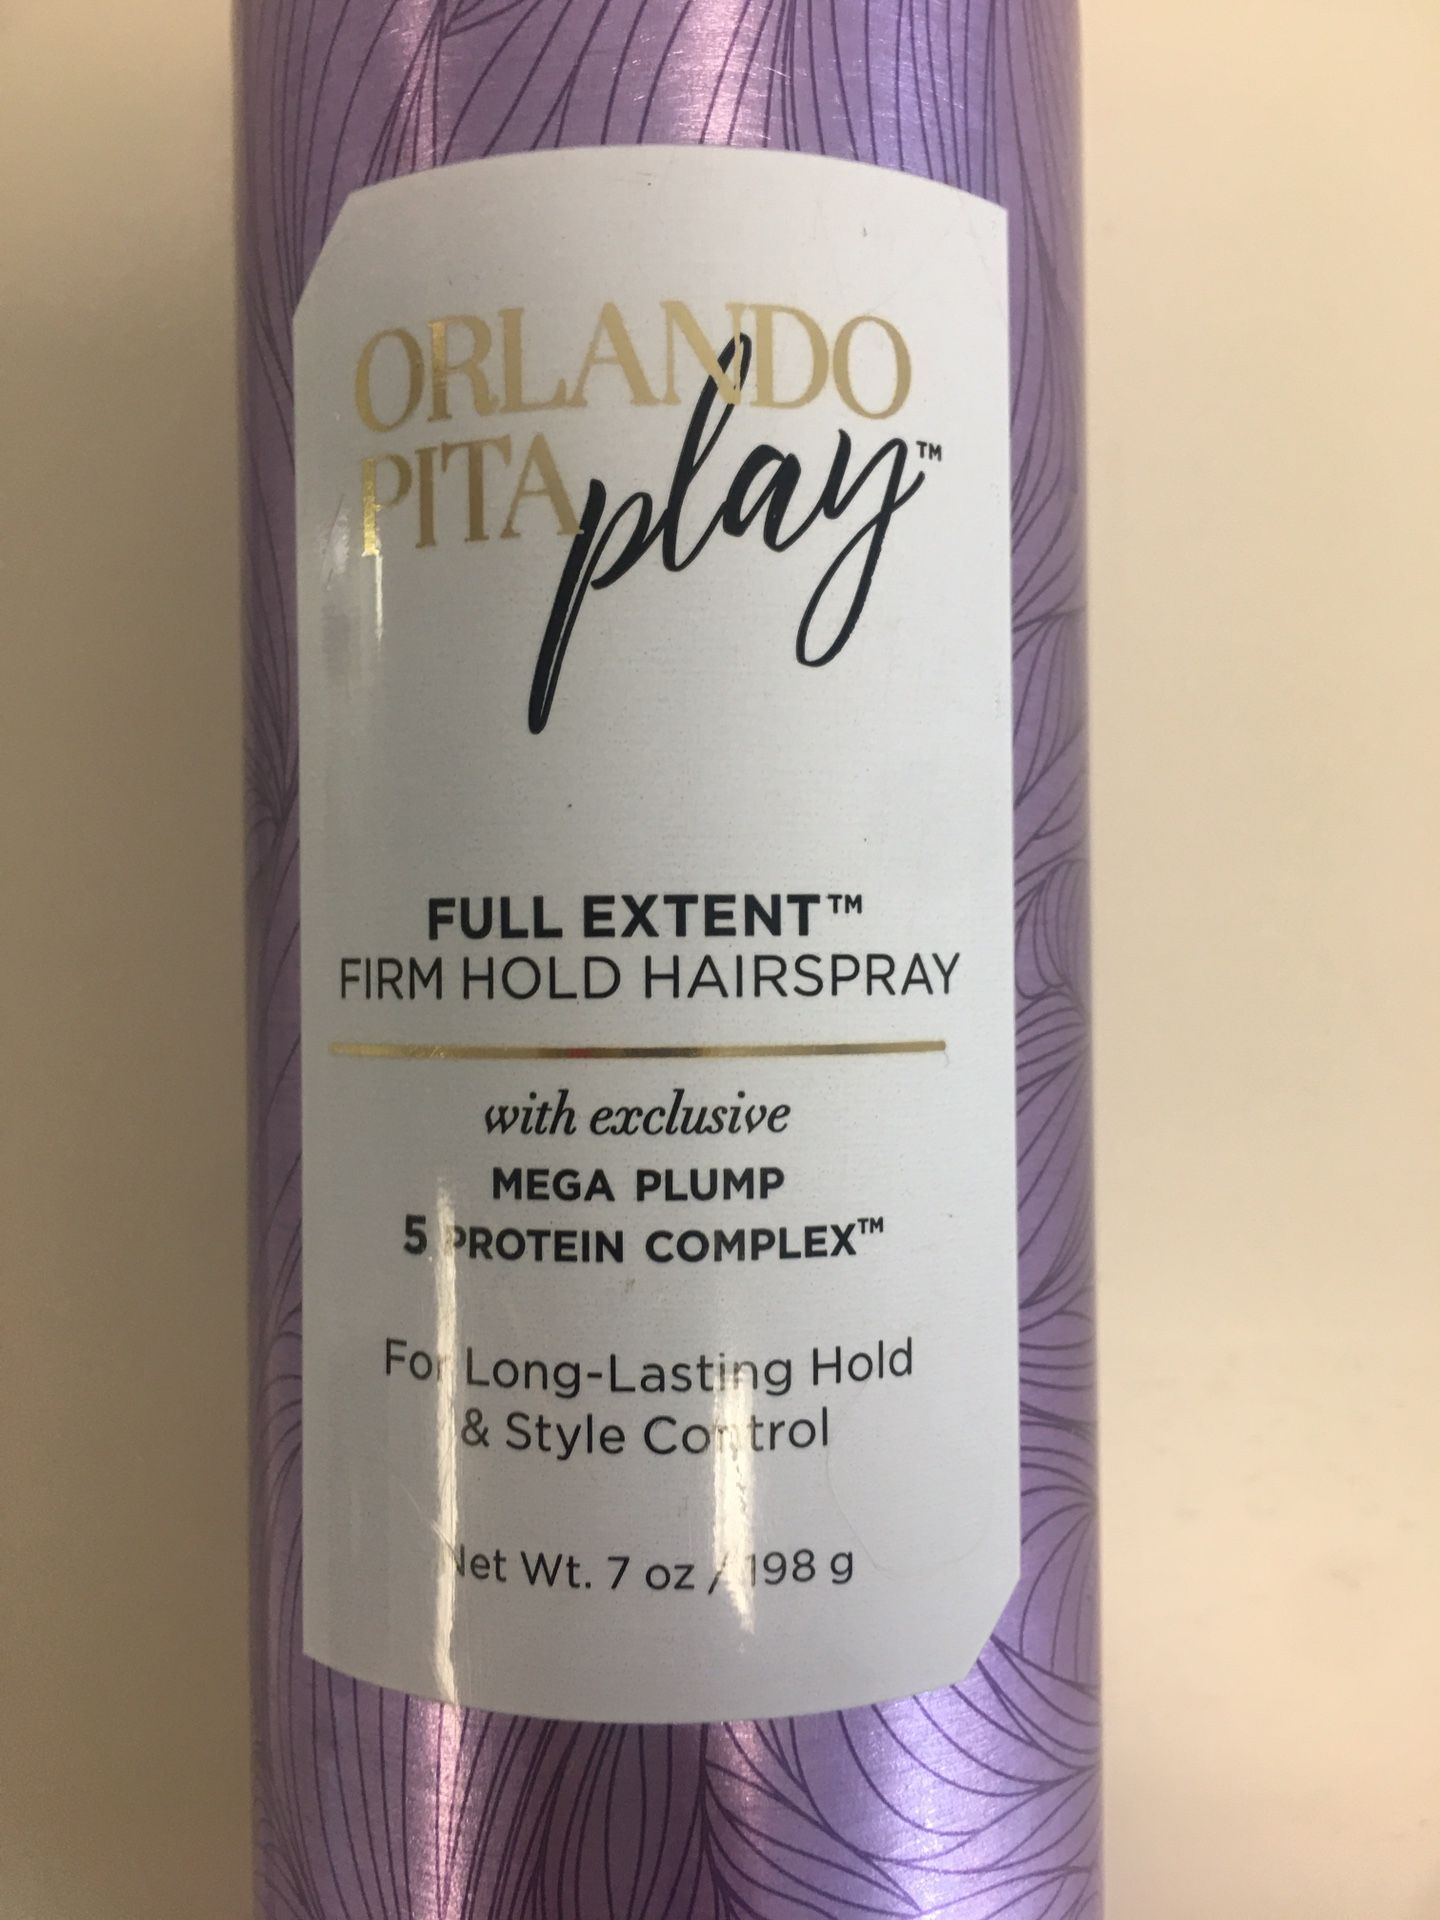 ORLANDO
PITA play™
FULL EXTENT™
FIRM HOLD HAIRSPRAY
with exclusive
MEGA PLUMP
5 PROTEIN COMPLEX™
For Long-Lasting Hold
& Style Control
Net Wt. 7 oz / 198 g